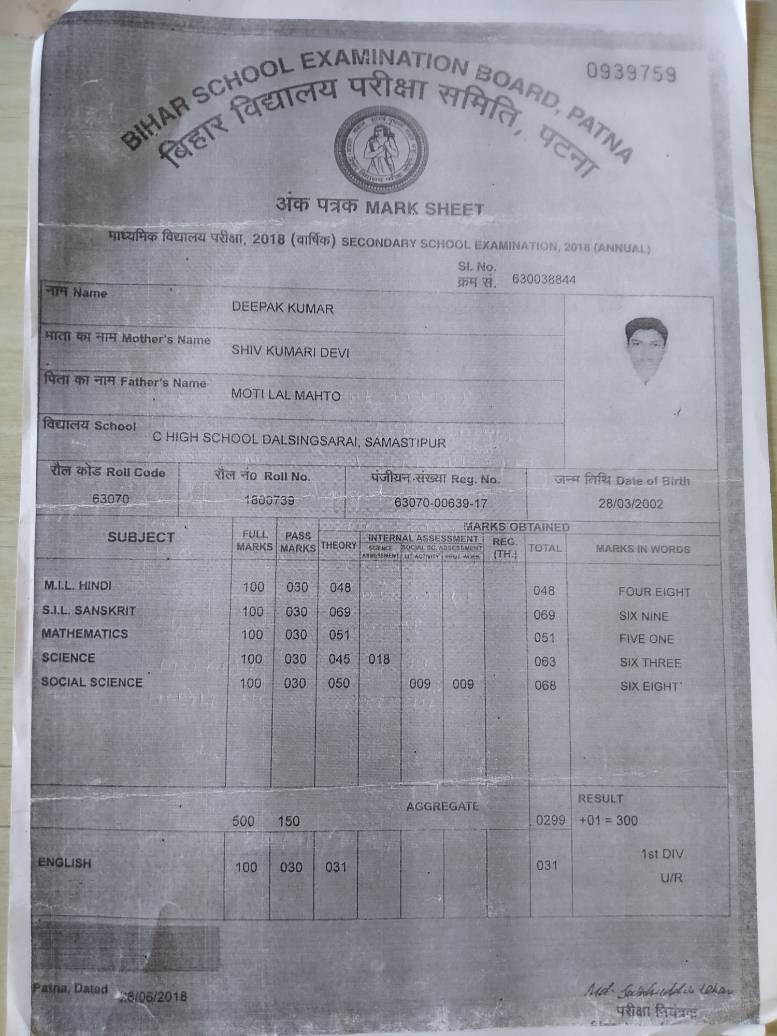 0939759
BIHAR SCHOOL EXAMINATION BOARD, PATNA
बिहार विद्यालय परीक्षा समिति, पटना
अंक पत्रक MARK SHEET
माध्यमिक विद्यालय परीक्षा, 2018 (वार्षिक) SECONDARY SCHOOL EXAMINATION, 2018 (ANNUAL)
Sl. No.
क्रम सं. 630038844
नाम Name
DEEPAK KUMAR
माता का नाम Mother's Name
SHIV KUMARI DEVI
पिता का नाम Father's Name
MOTI LAL MAHTO
विद्यालय School
C HIGH SCHOOL DALSINGSARAI, SAMASTIPUR
रौल कोड Roll Code रौल नं० Roll No. पंजीयन संख्या Reg. No. जन्म तिथि Date of Birth
63070 1800739 63070-00639-17 28/03/2002
MARKS OBTAINED
SUBJECT FULL MARKS PASS MARKS THEORY INTERNAL ASSESSMENT REG. (TH.) TOTAL MARKS IN WORDS
SCIENCE ASSESSMENT SOCIAL SC. ASSESSMENT
M.I.L. HINDI 100 030 048 048 FOUR EIGHT
S.I.L. SANSKRIT 100 030 069 069 SIX NINE
MATHEMATICS 100 030 051 051 FIVE ONE
SCIENCE 100 030 045 018 063 SIX THREE
SOCIAL SCIENCE 100 030 050 009 009 068 SIX EIGHT
AGGREGATE RESULT
500 150 0299 +01 = 300
ENGLISH 100 030 031 031 1st DIV
U/R
Patna, Dated 26/06/2018
परीक्षा नियंत्रक